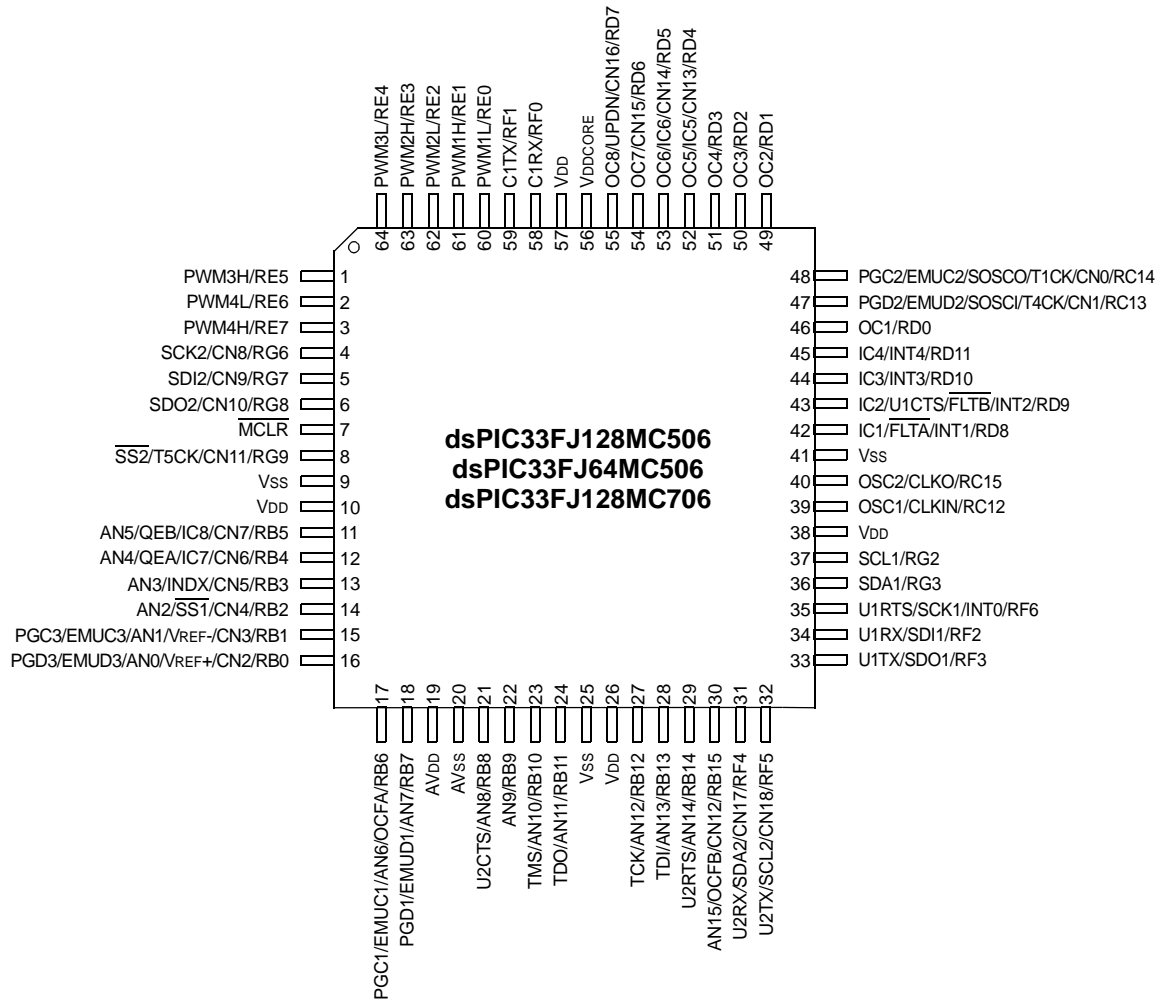 PWM3L/RE4
PWM2H/RE3
PWM2L/RE2
PWM1H/RE1
PWM1L/RE0
C1TX/RF1
C1RX/RF0
VDD
VDDCORE
OC8/UPDN/CN16/RD7
OC7/CN15/RD6
OC6/IC6/CN14/RD5
OC5/IC5/CN13/RD4
OC4/RD3
OC3/RD2
OC2/RD1
64
63
62
61
60
59
58
57
56
55
54
53
52
51
50
49
PWM3H/RE5 1
PWM4L/RE6 2
PWM4H/RE7 3
SCK2/CN8/RG6 4
SDI2/CN9/RG7 5
SDO2/CN10/RG8 6
MCLR 7
SS2/T5CK/CN11/RG9 8
VSS 9
VDD 10
AN5/QEB/IC8/CN7/RB5 11
AN4/QEA/IC7/CN6/RB4 12
AN3/INDX/CN5/RB3 13
AN2/SS1/CN4/RB2 14
PGC3/EMUC3/AN1/VREF-/CN3/RB1 15
PGD3/EMUD3/AN0/VREF+/CN2/RB0 16
dsPIC33FJ128MC506
dsPIC33FJ64MC506
dsPIC33FJ128MC706
48 PGC2/EMUC2/SOSCO/T1CK/CN0/RC14
47 PGD2/EMUD2/SOSCI/T4CK/CN1/RC13
46 OC1/RD0
45 IC4/INT4/RD11
44 IC3/INT3/RD10
43 IC2/U1CTS/FLTB/INT2/RD9
42 IC1/FLTA/INT1/RD8
41 VSS
40 OSC2/CLKO/RC15
39 OSC1/CLKIN/RC12
38 VDD
37 SCL1/RG2
36 SDA1/RG3
35 U1RTS/SCK1/INT0/RF6
34 U1RX/SDI1/RF2
33 U1TX/SDO1/RF3
17
18
19
20
21
22
23
24
25
26
27
28
29
30
31
32
PGC1/EMUC1/AN6/OCFA/RB6
PGD1/EMUD1/AN7/RB7
AVDD
AVSS
U2CTS/AN8/RB8
AN9/RB9
TMS/AN10/RB10
TDO/AN11/RB11
VSS
VDD
TCK/AN12/RB12
TDI/AN13/RB13
U2RTS/AN14/RB14
AN15/OCFB/CN12/RB15
U2RX/SDA2/CN17/RF4
U2TX/SCL2/CN18/RF5